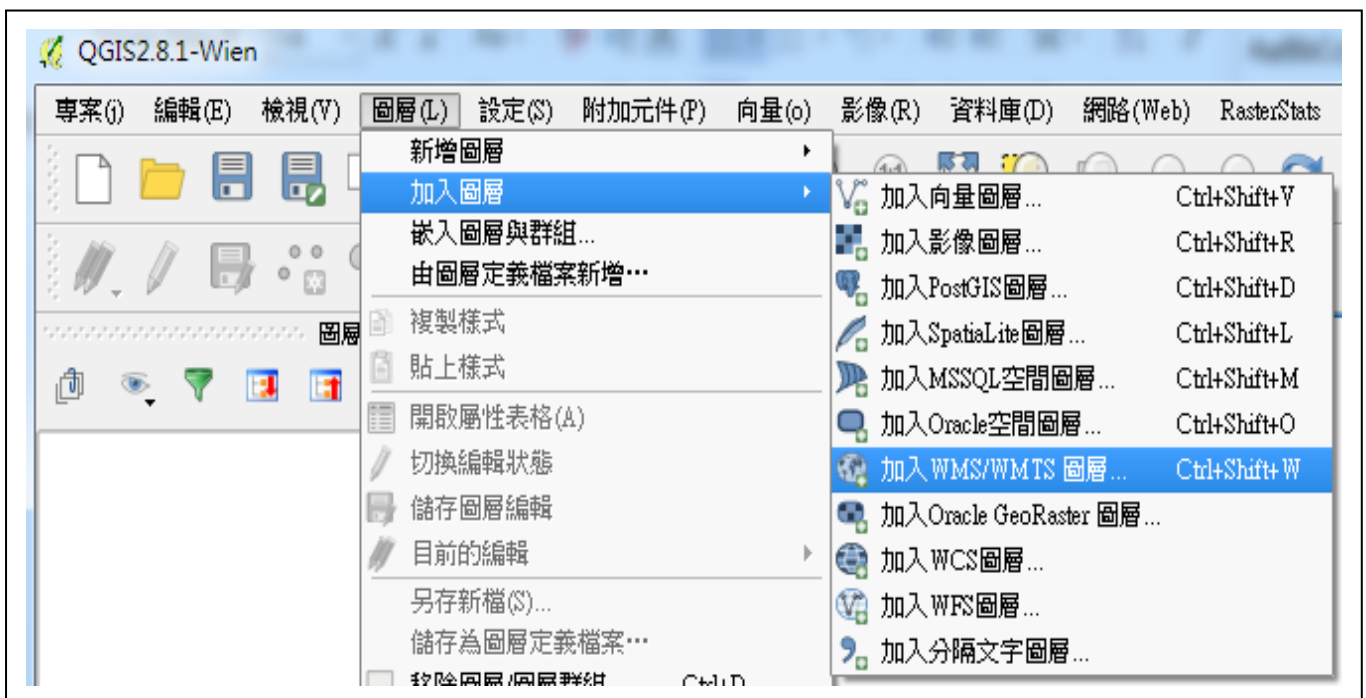 QGIS2.8.1-Wien
專案(j) 編輯(E) 檢視(V) 圖層(L) 設定(S) 附加元件(P) 向量(o) 影像(R) 資料庫(D) 網路(Web) RasterStats
新增圖層
加入圖層
嵌入圖層與群組...
由圖層定義檔案新增…
複製樣式
貼上樣式
開啟屬性表格(A)
切換編輯狀態
儲存圖層編輯
目前的編輯
另存新檔(S)...
儲存為圖層定義檔案…
移除圖層/圖層群組 Ctrl+D
加入向量圖層... Ctrl+Shift+V
加入影像圖層... Ctrl+Shift+R
加入PostGIS圖層... Ctrl+Shift+D
加入SpatiaLite圖層... Ctrl+Shift+L
加入MSSQL空間圖層... Ctrl+Shift+M
加入Oracle空間圖層... Ctrl+Shift+O
加入WMS/WMTS 圖層... Ctrl+Shift+W
加入Oracle GeoRaster 圖層...
加入WCS圖層...
加入WFS圖層...
加入分隔文字圖層...
圖層